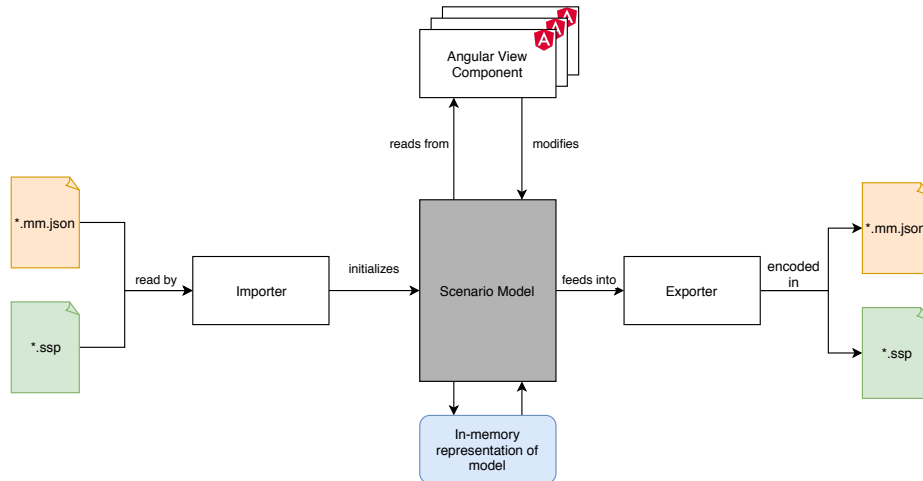 Angular View
Component
reads from
modifies
*.mm.json
*.ssp
read by
Importer
initializes
Scenario Model
feeds into
Exporter
encoded
in
*.mm.json
*.ssp
In-memory
representation of
model